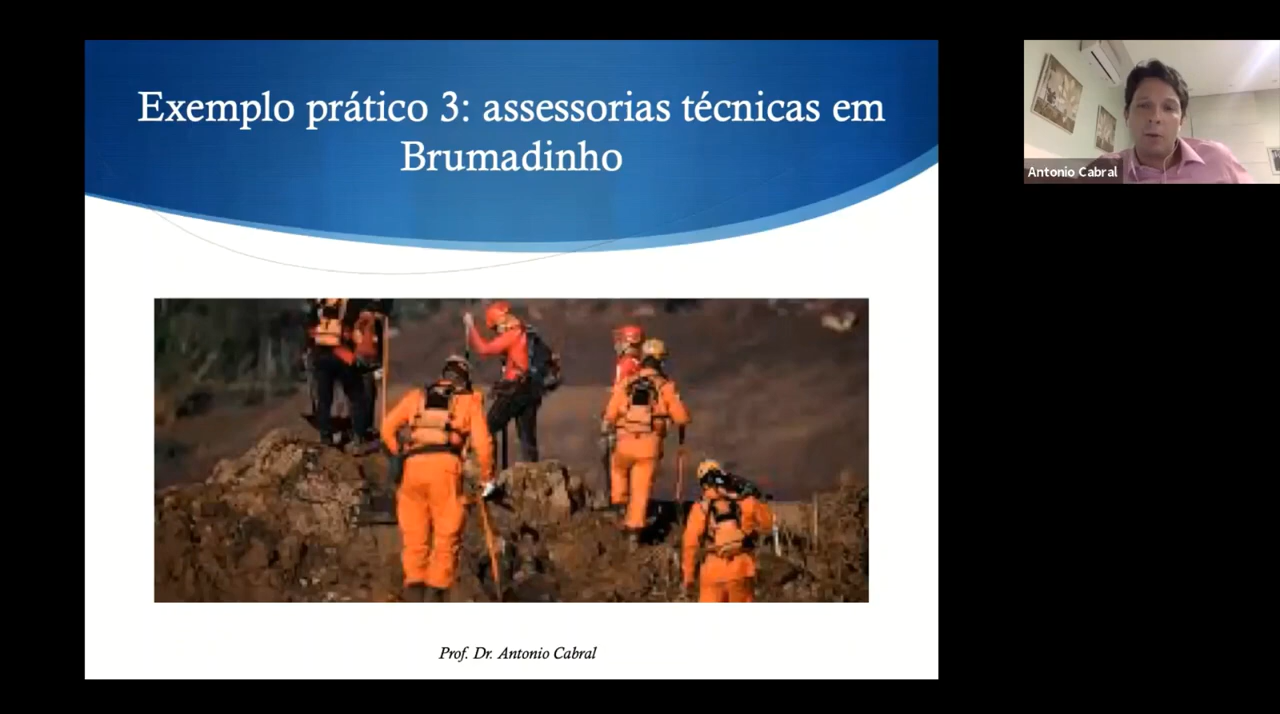 Exemplo prático 3: assessorias técnicas em
Brumadinho
Antonio Cabral
Prof. Dr. Antonio Cabral